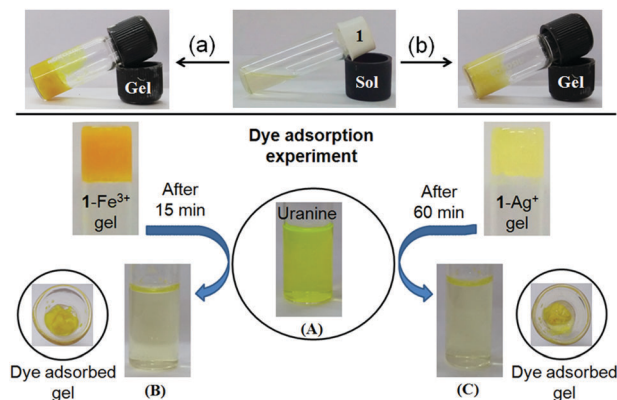 (a)
1
(b)
Gel
Sol
Gel
Dye adsorption
experiment
1-Fe³⁺
gel
After
15 min
Uranine
After
60 min
1-Ag⁺
gel
(A)
Dye adsorbed
gel
(B)
(C)
Dye adsorbed
gel